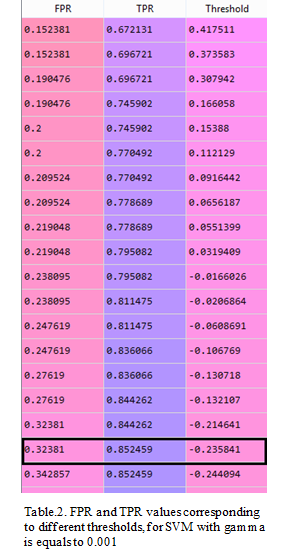 FPR TPR Threshold
0.152381 0.672131 0.417511
0.152381 0.696721 0.373583
0.190476 0.696721 0.307942
0.190476 0.745902 0.166058
0.2 0.745902 0.15388
0.2 0.770492 0.112129
0.209524 0.770492 0.0916442
0.209524 0.778689 0.0656187
0.219048 0.778689 0.0551399
0.219048 0.795082 0.0319409
0.238095 0.795082 -0.0166026
0.238095 0.811475 -0.0206864
0.247619 0.811475 -0.0608691
0.247619 0.836066 -0.106769
0.27619 0.836066 -0.130718
0.27619 0.844262 -0.132107
0.32381 0.844262 -0.214641
0.32381 0.852459 -0.235841
0.342857 0.852459 -0.244094
Table.2. FPR and TPR values corresponding
to different thresholds, for SVM with gamma
is equals to 0.001